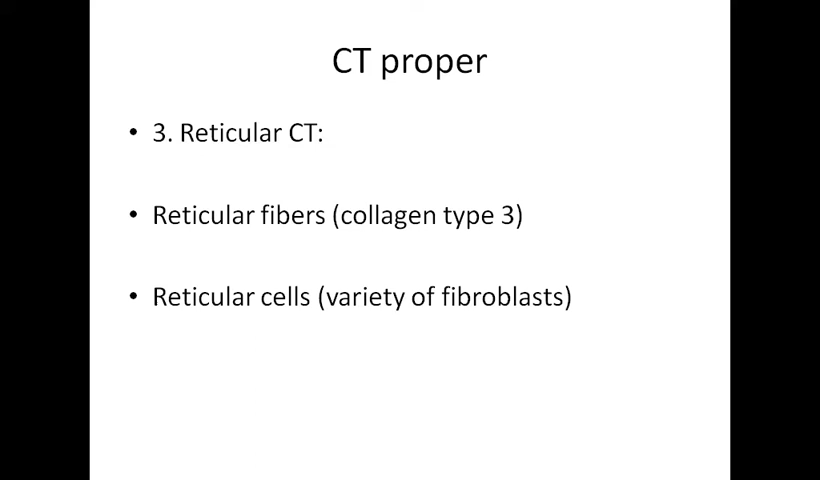 CT proper
• 3. Reticular CT:
• Reticular fibers (collagen type 3)
• Reticular cells (variety of fibroblasts)